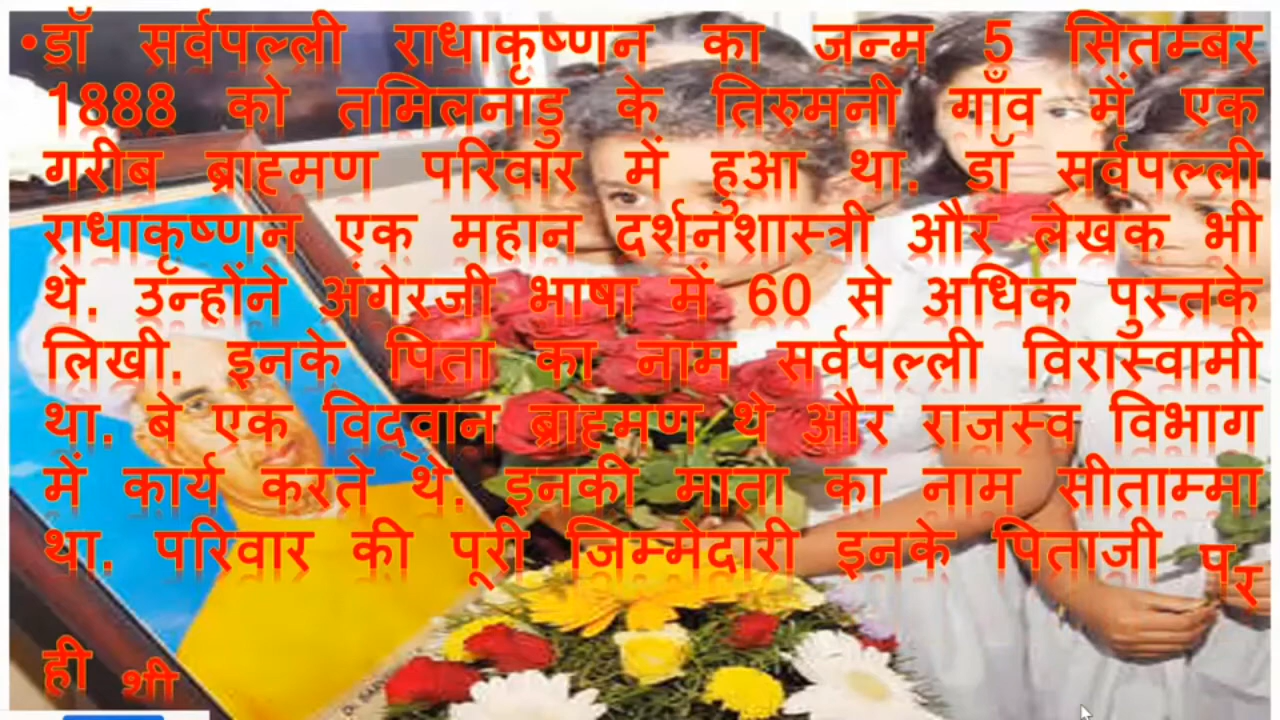 •डॉ सर्वपल्ली राधाकृष्णन का जन्म 5 सितम्बर
1888 को तमिलनाँडु के तिरुमनी गाँव में एक
गरीब ब्राह्मण परिवार में हुआ था. डॉ सर्वपल्ली
राधाकृष्णन एक महान दर्शनशास्त्री और लेखक भी
थे. उन्होंने अंगेरजी भाषा में 60 से अधिक पुस्तके
लिखी. इनके पिता का नाम सर्वपल्ली विरास्वामी
था. बे एक विद्वान ब्राह्मण थे और राजस्व विभाग
में कार्य करते थे. इनकी माता का नाम सीताम्मा
था. परिवार की पूरी जिम्मेदारी इनके पिताजी पर
ही थी